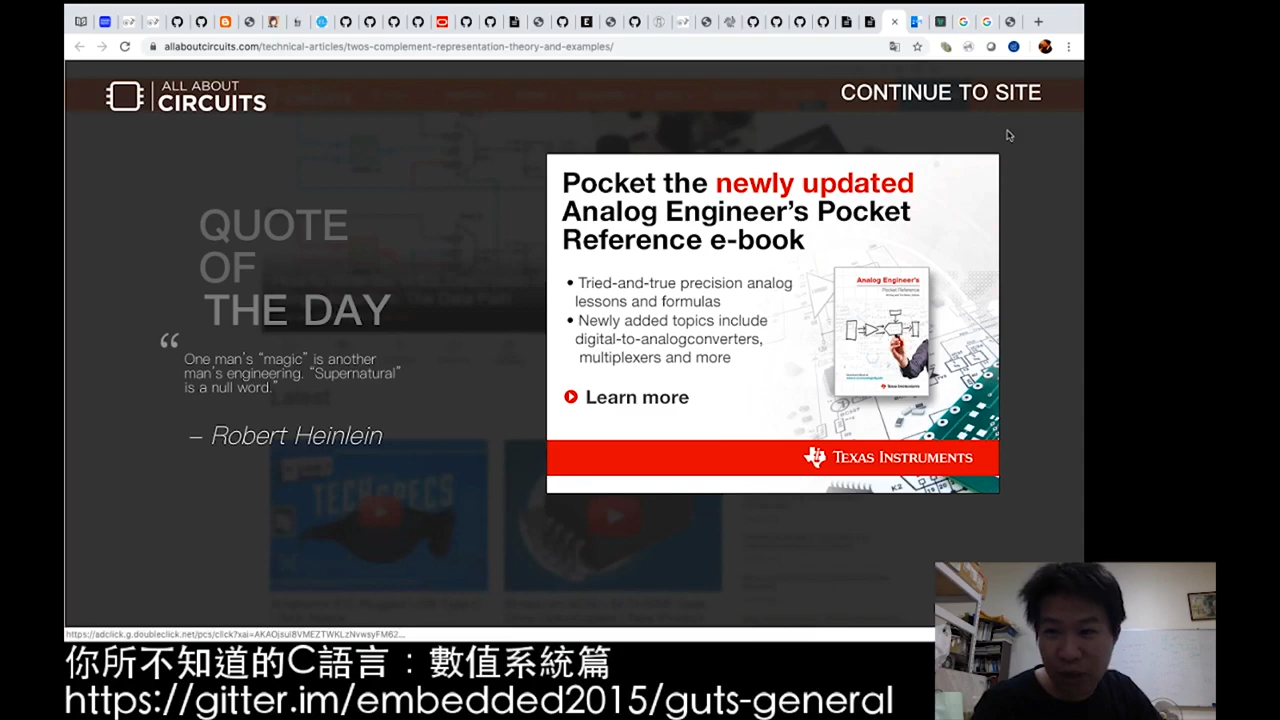 allaboutcircuits.com/technical-articles/twos-complement-representation-theory-and-examples/
ALL ABOUT
CIRCUITS
CONTINUE TO SITE
QUOTE
OF
THE DAY
“
One man's “magic” is another
man's engineering. “Supernatural”
is a null word.”
– Robert Heinlein
Pocket the newly updated
Analog Engineer's Pocket
Reference e-book
• Tried-and-true precision analog
lessons and formulas
• Newly added topics include
digital-to-analogconverters,
multiplexers and more
Learn more
Analog Engineer's
Pocket Reference
TEXAS INSTRUMENTS
TECH SPECS
你所不知道的C語言：數值系統篇
https://gitter.im/embedded2015/guts-general